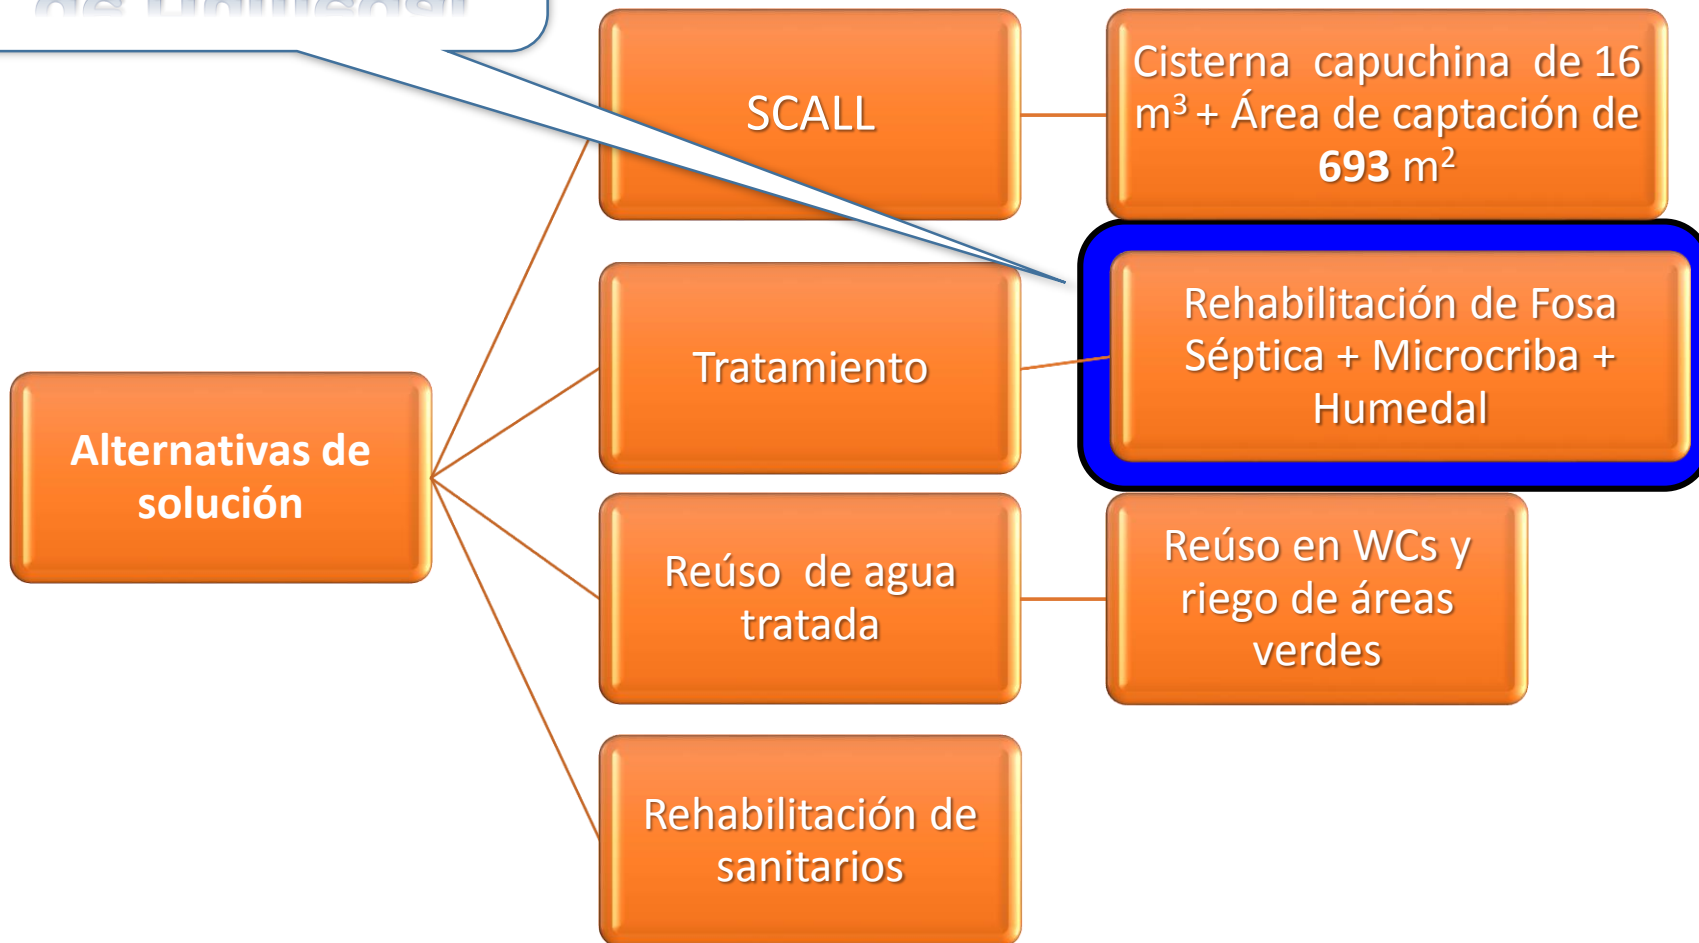 de
SCALL
Cisterna capuchina de 16
m³ + Área de captación de
693 m²
Tratamiento
Rehabilitación de Fosa
Séptica + Microcriba +
Humedal
Alternativas de
solución
Reúso de agua
tratada
Reúso en WCs y
riego de áreas
verdes
Rehabilitación de
sanitarios